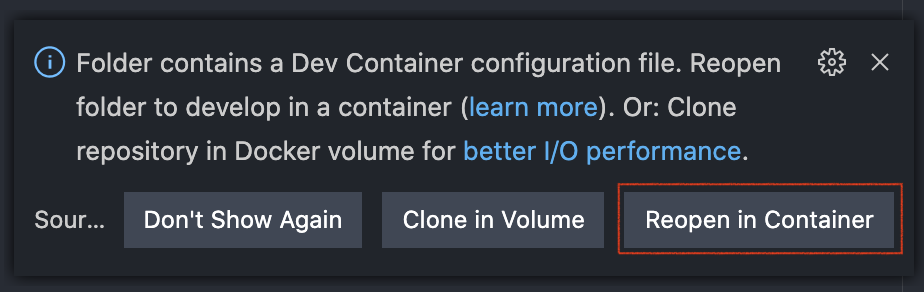 Folder contains a Dev Container configuration file. Reopen
folder to develop in a container (learn more). Or: Clone
repository in Docker volume for better I/O performance.
Sour... Don't Show Again Clone in Volume Reopen in Container